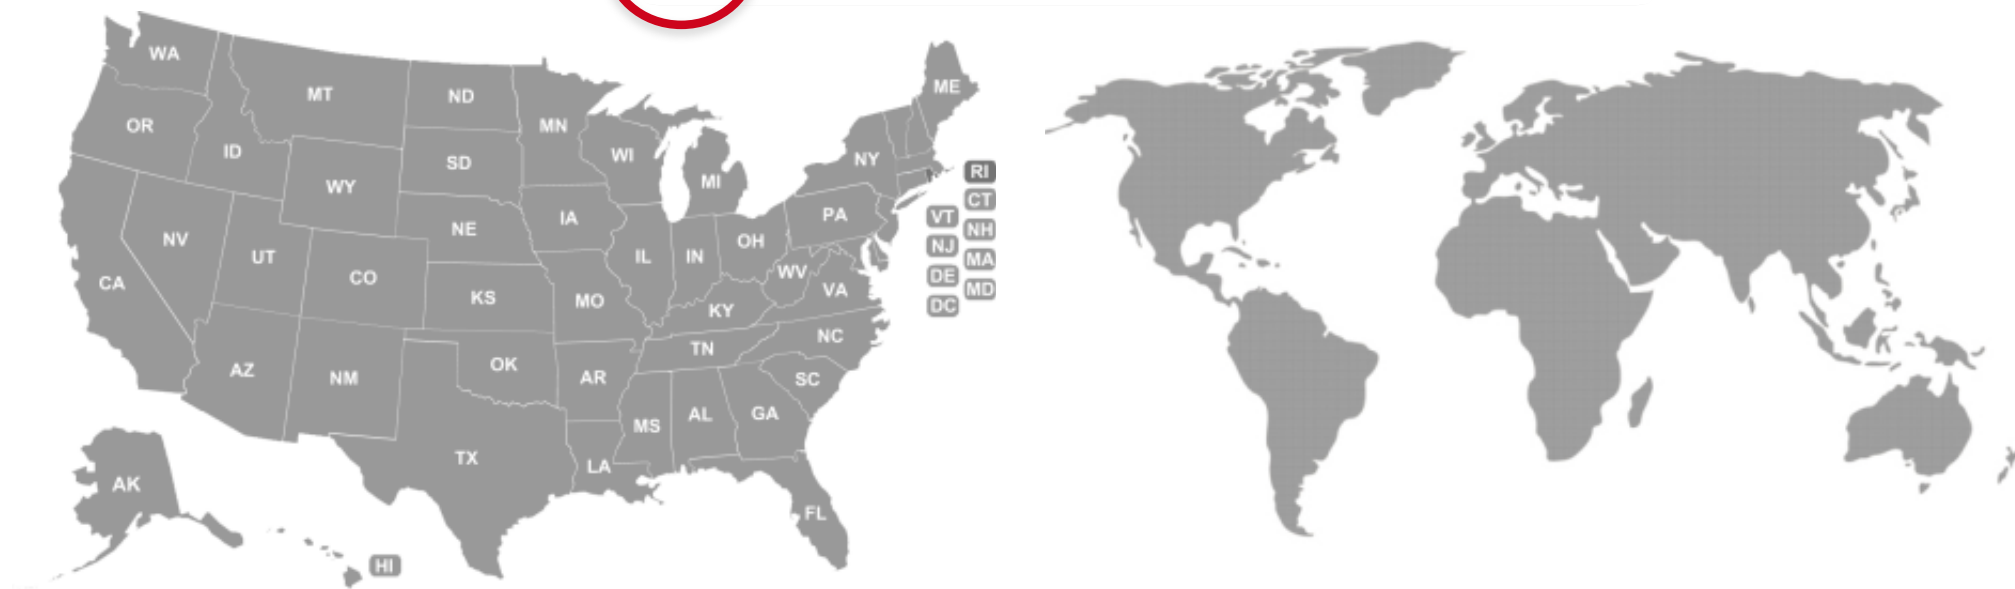 WA
MT
ND
MN
ME
OR
ID
WY
SD
WI
MI
NY
RI
CT
VT
NH
NJ
MA
DE
MD
DC
NV
UT
CO
NE
IA
IL
IN
OH
PA
WV
VA
CA
KS
MO
KY
NC
TN
AZ
NM
OK
AR
SC
MS
AL
GA
TX
LA
FL
AK
HI